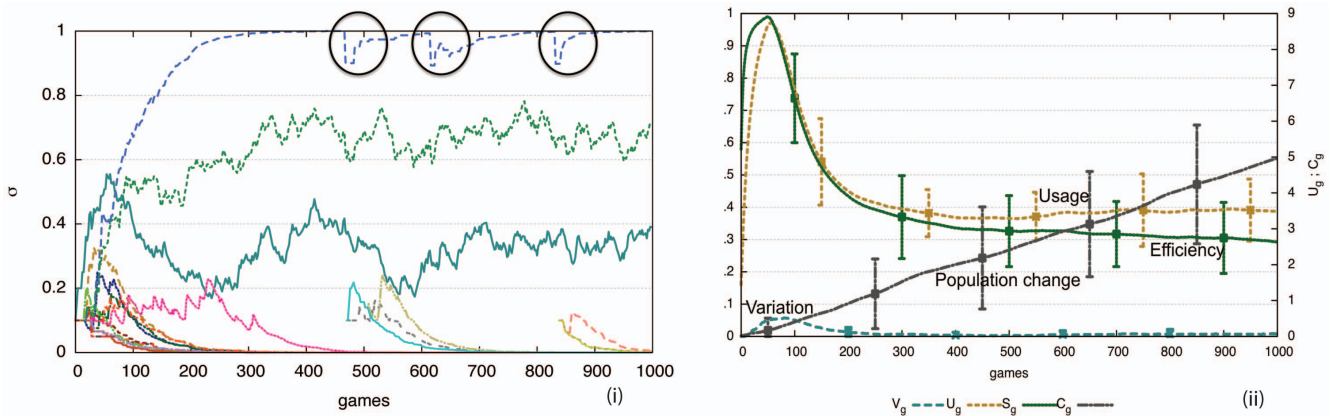 1
0.8
0.6
0.4
0.2
0
σ
0 100 200 300 400 500 600 700 800 900 1000
games
(i)
1
.9
.8
.7
.6
.5
.4
.3
.2
.1
0
9
8
7
6
5
4
3
2
1
0
U_g ; C_g
Usage
Efficiency
Population change
Variation
0 100 200 300 400 500 600 700 800 900 1000
games
(ii)
V_g U_g S_g C_g